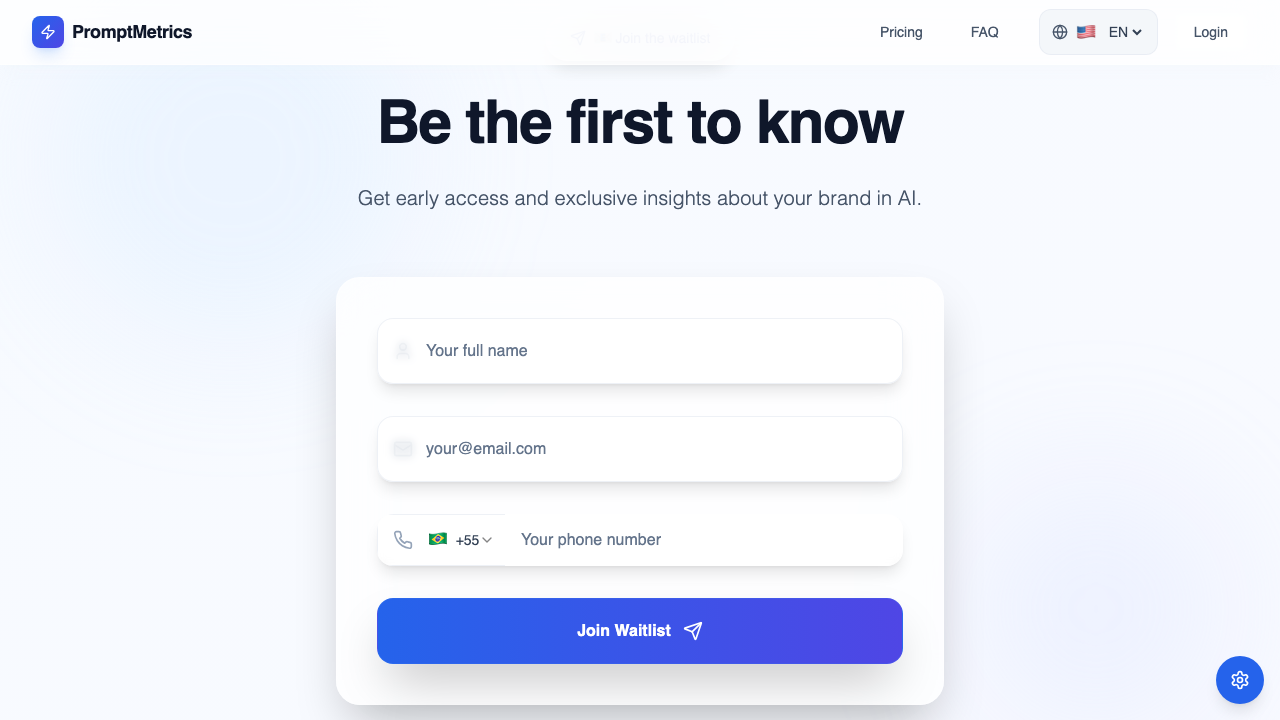 PromptMetrics
Join the waitlist
Pricing
FAQ
🇺🇸 EN
Login
Be the first to know
Get early access and exclusive insights about your brand in AI.
Your full name
your@email.com
🇧🇷 +55
Your phone number
Join Waitlist